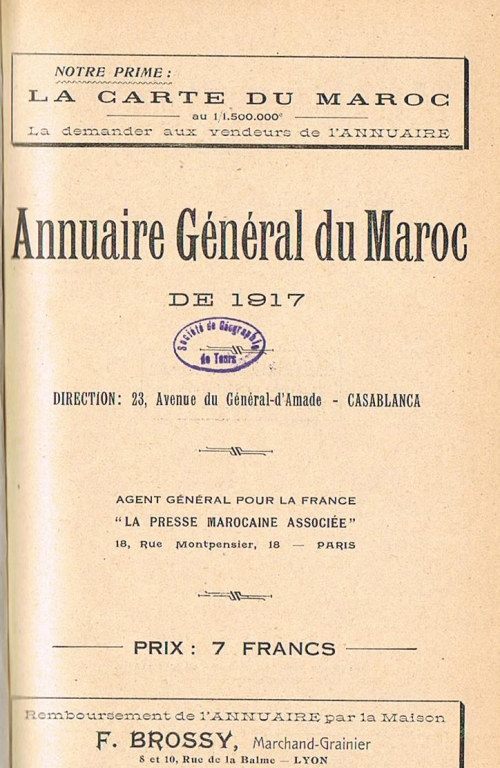 NOTRE PRIME :
LA CARTE DU MAROC
au 1/1.500.000e
La demander aux vendeurs de l'ANNUAIRE
Annuaire Général du Maroc
DE 1917
Société de Géographie
de Tours
DIRECTION: 23, Avenue du Général-d'Amade - CASABLANCA
AGENT GÉNÉRAL POUR LA FRANCE
"LA PRESSE MAROCAINE ASSOCIÉE"
18, Rue Montpensier, 18 — PARIS
PRIX : 7 FRANCS
Remboursement de l'ANNUAIRE par la Maison
F. BROSSY, Marchand-Grainier
8 et 10, Rue de la Balme — LYON